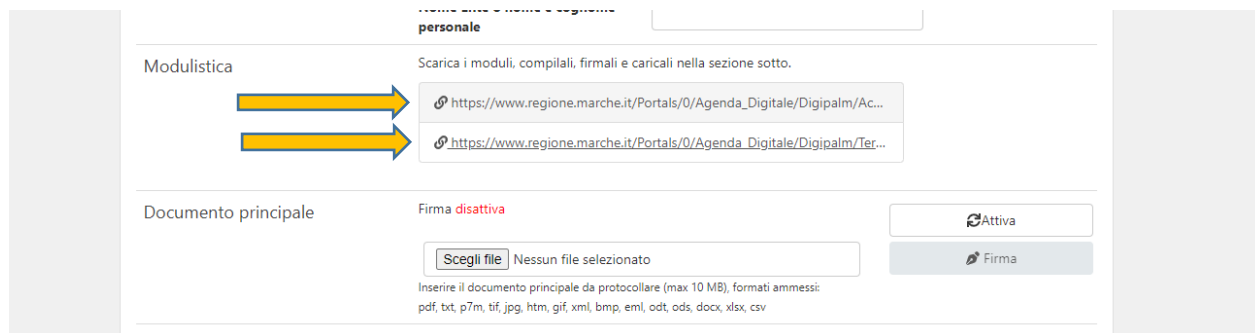 personale
Modulistica
Scarica i moduli, compilali, firmali e caricali nella sezione sotto.
https://www.regione.marche.it/Portals/0/Agenda_Digitale/Digipalm/Ac...
https://www.regione.marche.it/Portals/0/Agenda_Digitale/Digipalm/Ter...
Documento principale
Firma disattiva
Attiva
Scegli file Nessun file selezionato
Firma
Inserire il documento principale da protocollare (max 10 MB), formati ammessi:
pdf, txt, p7m, tif, jpg, htm, gif, xml, bmp, eml, odt, ods, docx, xlsx, csv